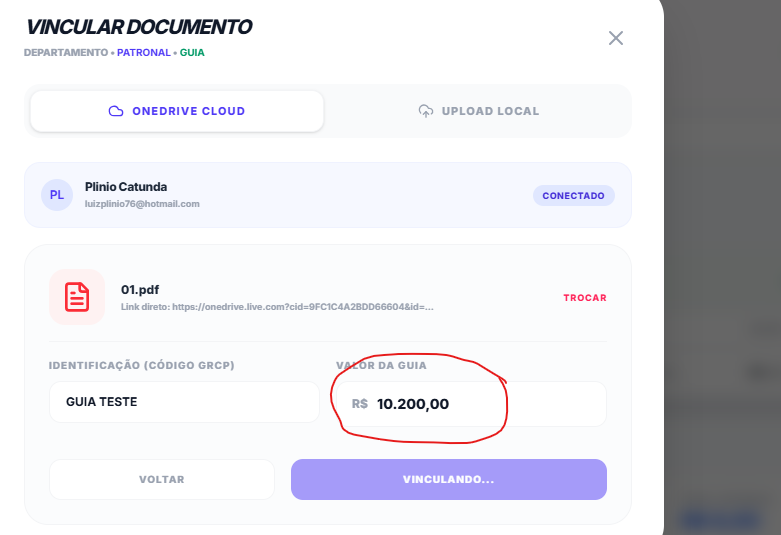 VINCULAR DOCUMENTO
DEPARTAMENTO • PATRONAL • GUIA
ONEDRIVE CLOUD
UPLOAD LOCAL
PL
Plinio Catunda
luizplinio76@hotmail.com
CONECTADO
01.pdf
Link direto: https://onedrive.live.com?cid=9FC1C4A2BDD66604&id=...
TROCAR
IDENTIFICAÇÃO (CÓDIGO GRCP)
VALOR DA GUIA
GUIA TESTE
R$ 10.200,00
VOLTAR
VINCULANDO...